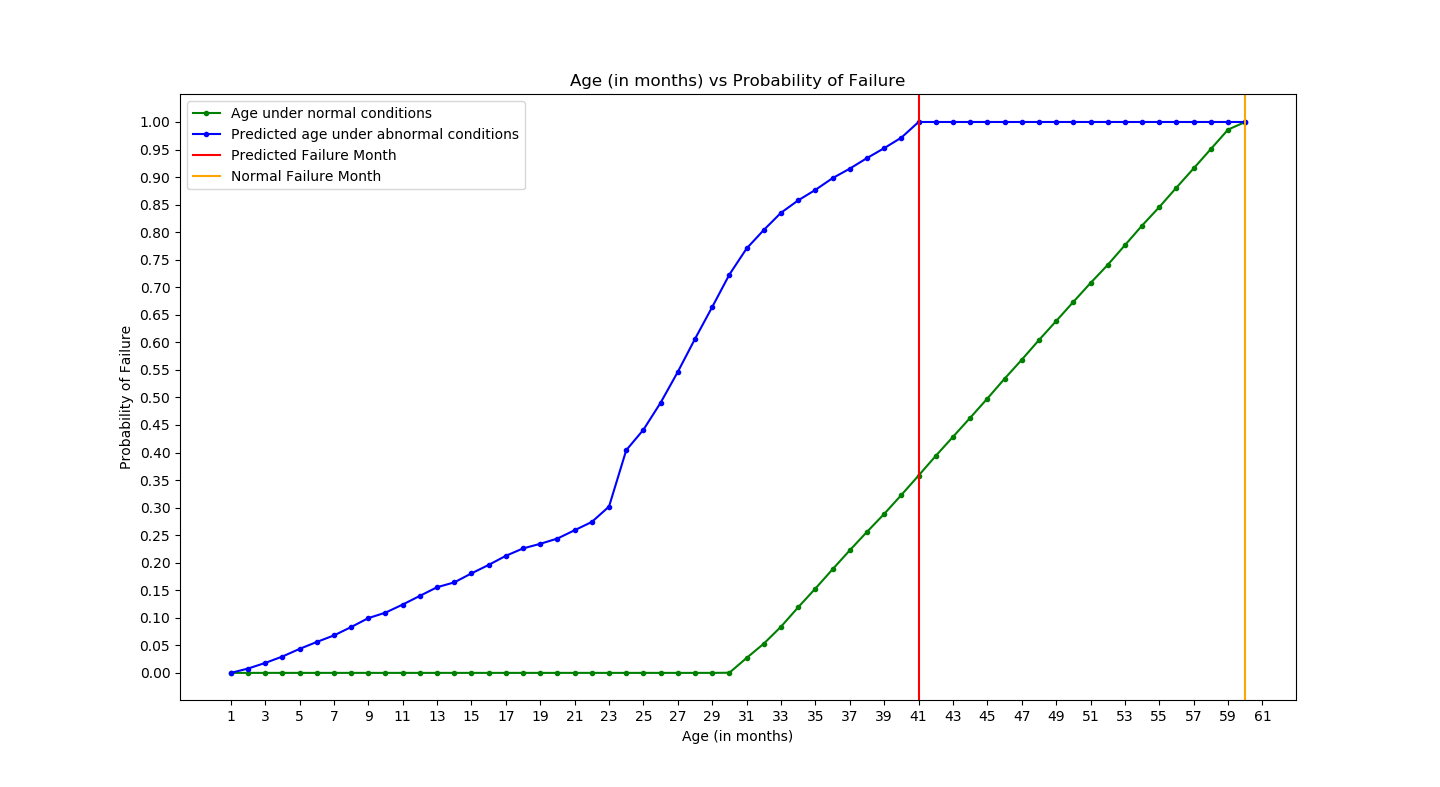 Age (in months) vs Probability of Failure
Age under normal conditions
Predicted age under abnormal conditions
Predicted Failure Month
Normal Failure Month
1.00
0.95
0.90
0.85
0.80
0.75
0.70
0.65
0.60
0.55
0.50
0.45
0.40
0.35
0.30
0.25
0.20
0.15
0.10
0.05
0.00
Probability of Failure
1 3 5 7 9 11 13 15 17 19 21 23 25 27 29 31 33 35 37 39 41 43 45 47 49 51 53 55 57 59 61
Age (in months)